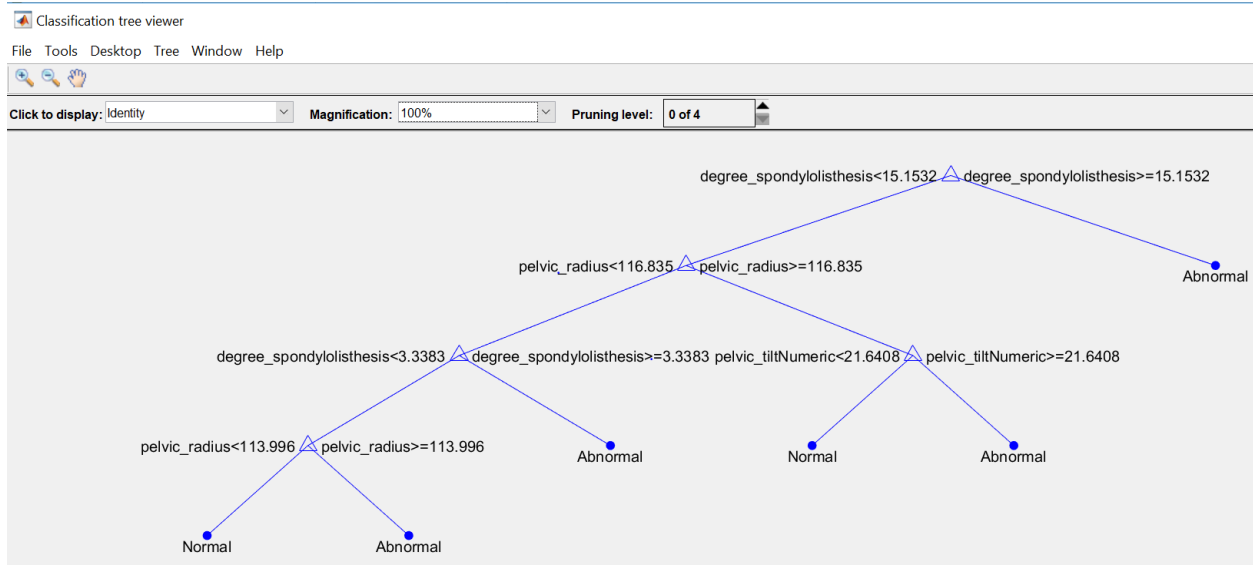 Classification tree viewer
File Tools Desktop Tree Window Help
Click to display: Identity Magnification: 100% Pruning level: 0 of 4
degree_spondylolisthesis<15.1532 degree_spondylolisthesis>=15.1532
pelvic_radius<116.835 pelvic_radius>=116.835
Abnormal
degree_spondylolisthesis<3.3383 degree_spondylolisthesis>=3.3383 pelvic_tiltNumeric<21.6408 pelvic_tiltNumeric>=21.6408
pelvic_radius<113.996 pelvic_radius>=113.996
Abnormal Normal Abnormal
Normal Abnormal